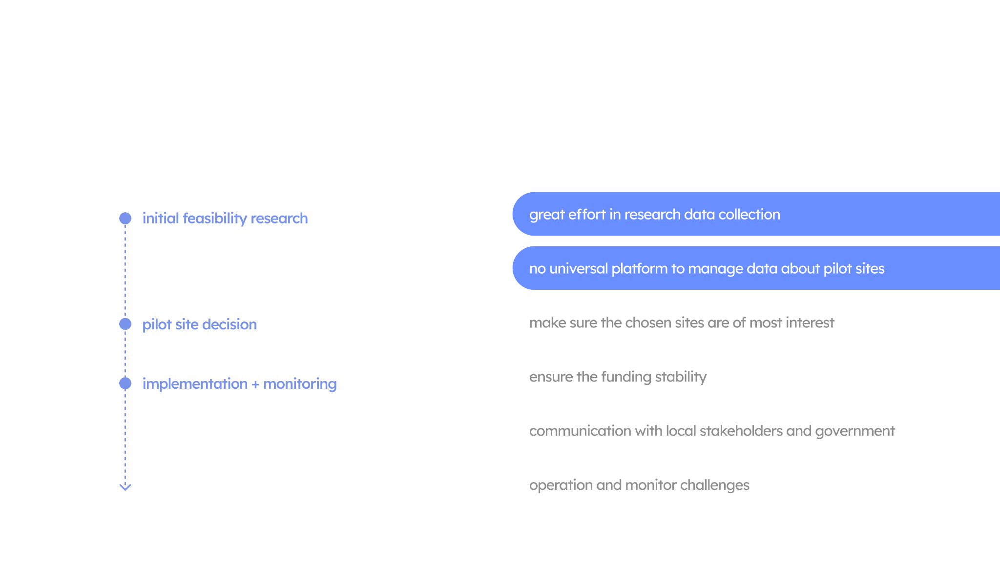 initial feasibility research
pilot site decision
implementation + monitoring
great effort in research data collection
no universal platform to manage data about pilot sites
make sure the chosen sites are of most interest
ensure the funding stability
communication with local stakeholders and government
operation and monitor challenges